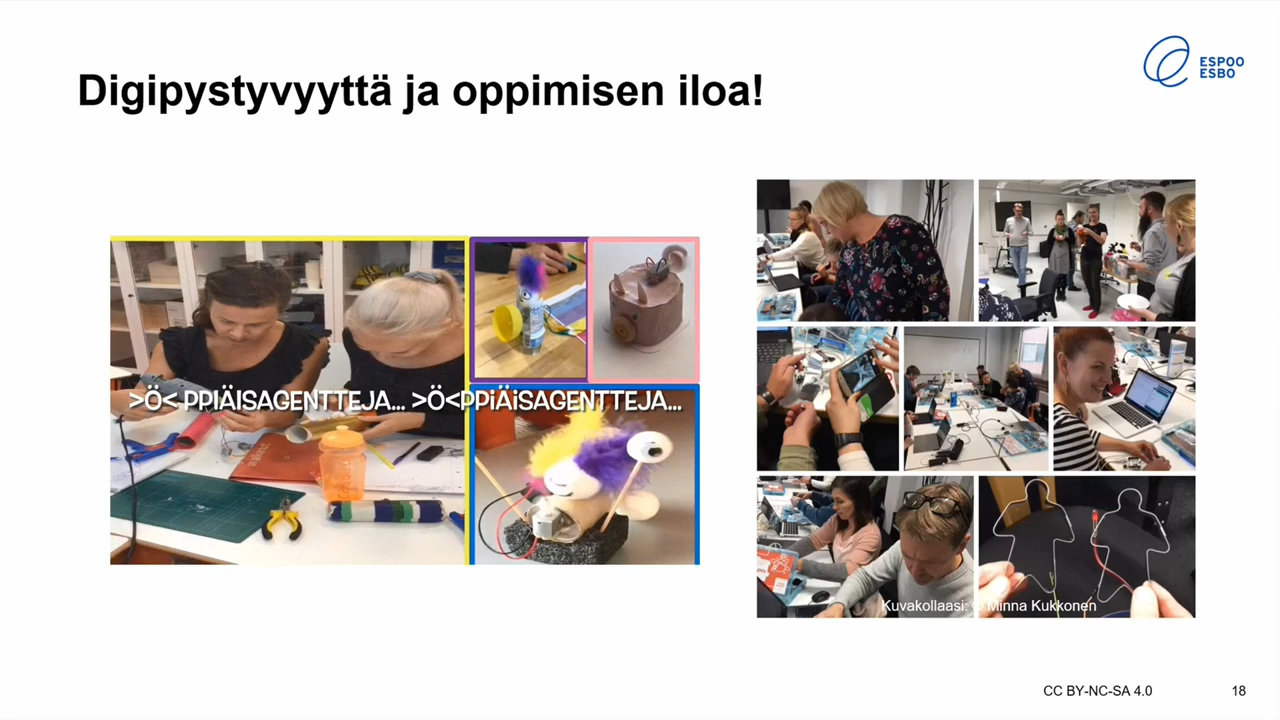 ESPOO
ESBO
Digipystyvyyttä ja oppimisen iloa!
>Ö< PPIÄISAGENTTEJA... >Ö<PPIÄISAGENTTEJA...
Kuvakollaasi: © Minna Kukkonen
CC BY-NC-SA 4.0
18